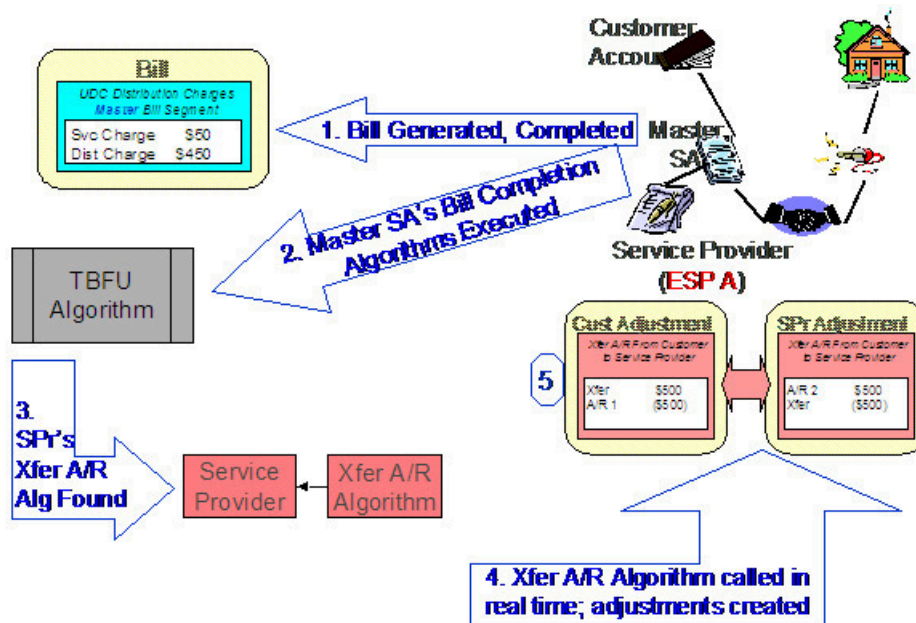 Bill
UDC Distribution Charges
Master Bill Segment
Svc Charge $50
Dist Charge $450
1. Bill Generated, Completed
Customer
Account
Master
SA
2. Master SA's Bill Completion
Algorithms Executed
Service Provider
(ESP A)
TBFU
Algorithm
3.
SPr's
Xfer A/R
Alg Found
Service
Provider
Xfer A/R
Algorithm
5
Cust Adjustment
Xfer A/R From Customer
to Service Provider
Xfer $500
A/R 1 ($500)
SPr Adjustment
Xfer A/R From Customer
to Service Provider
A/R 2 $500
Xfer ($500)
4. Xfer A/R Algorithm called in
real time; adjustments created